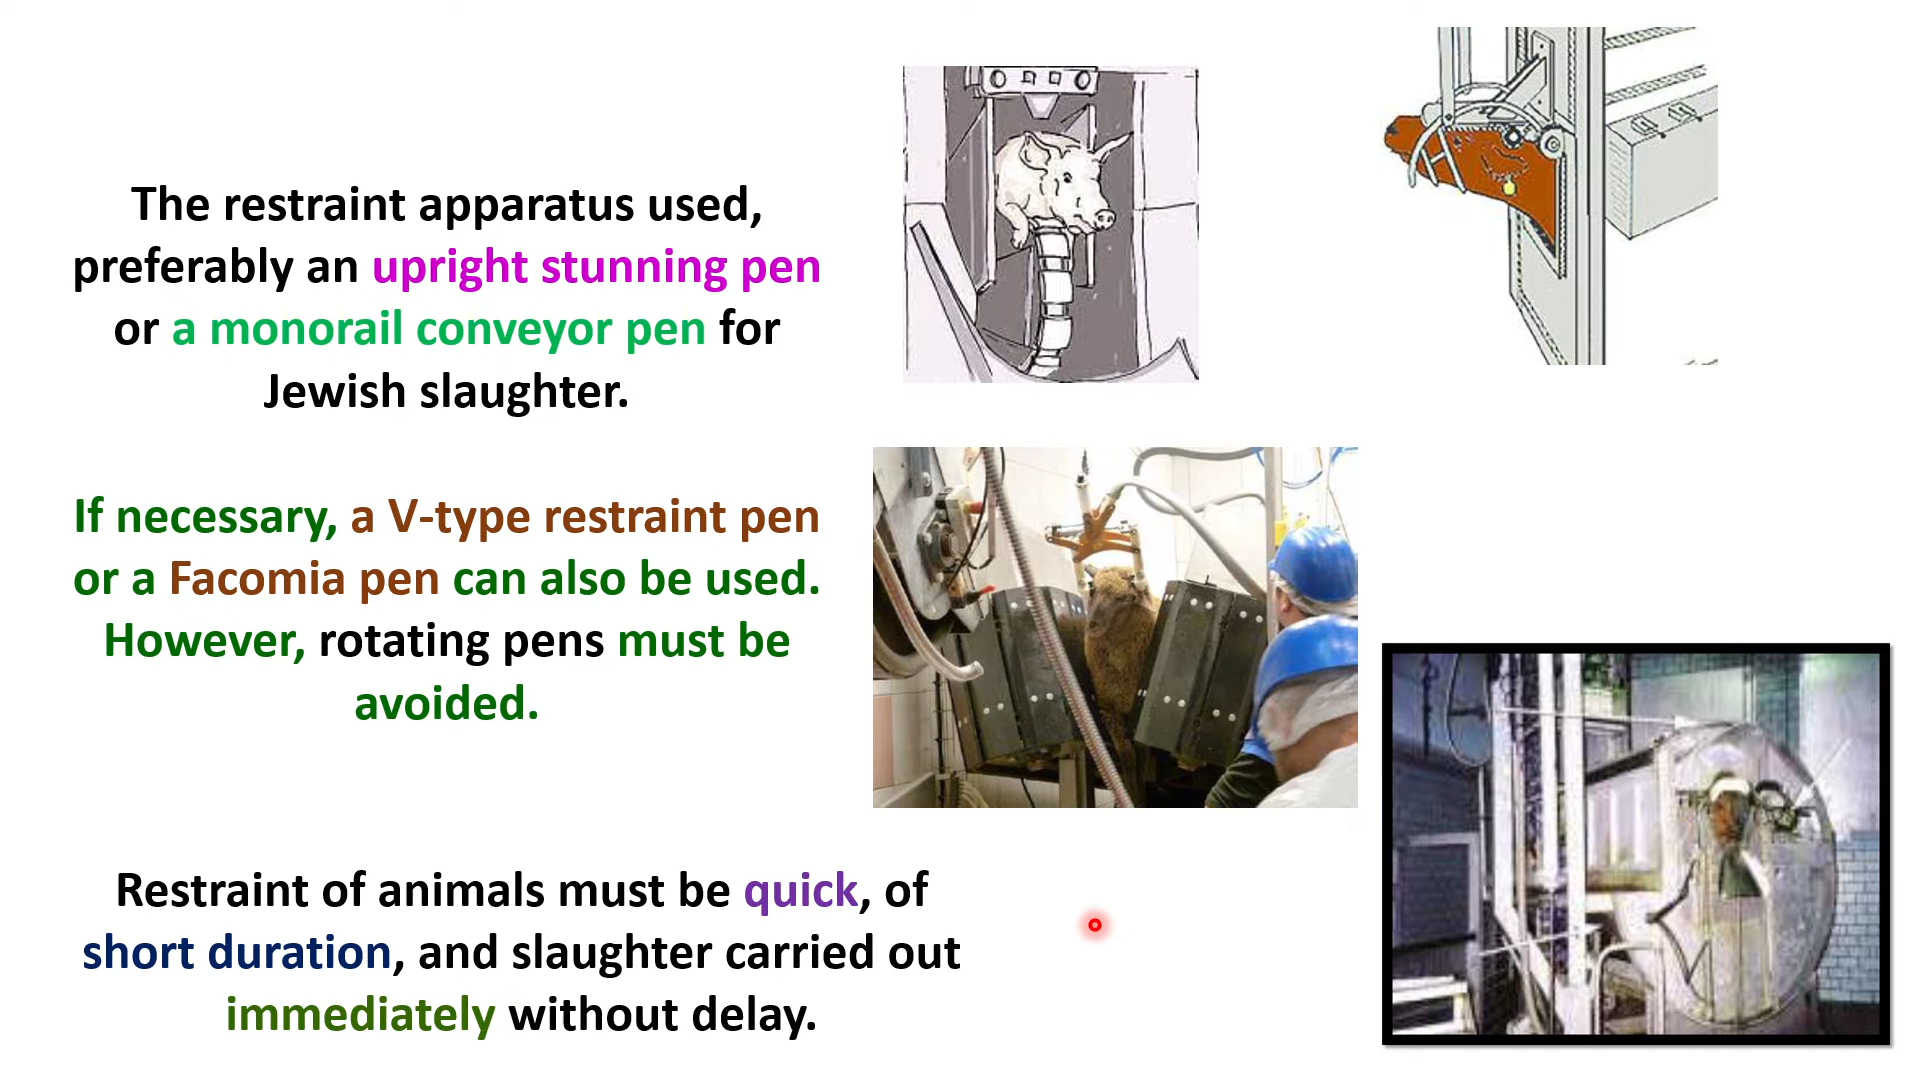 The restraint apparatus used,
preferably an upright stunning pen
or a monorail conveyor pen for
Jewish slaughter.
If necessary, a V-type restraint pen
or a Facomia pen can also be used.
However, rotating pens must be
avoided.
Restraint of animals must be quick, of
short duration, and slaughter carried out
immediately without delay.